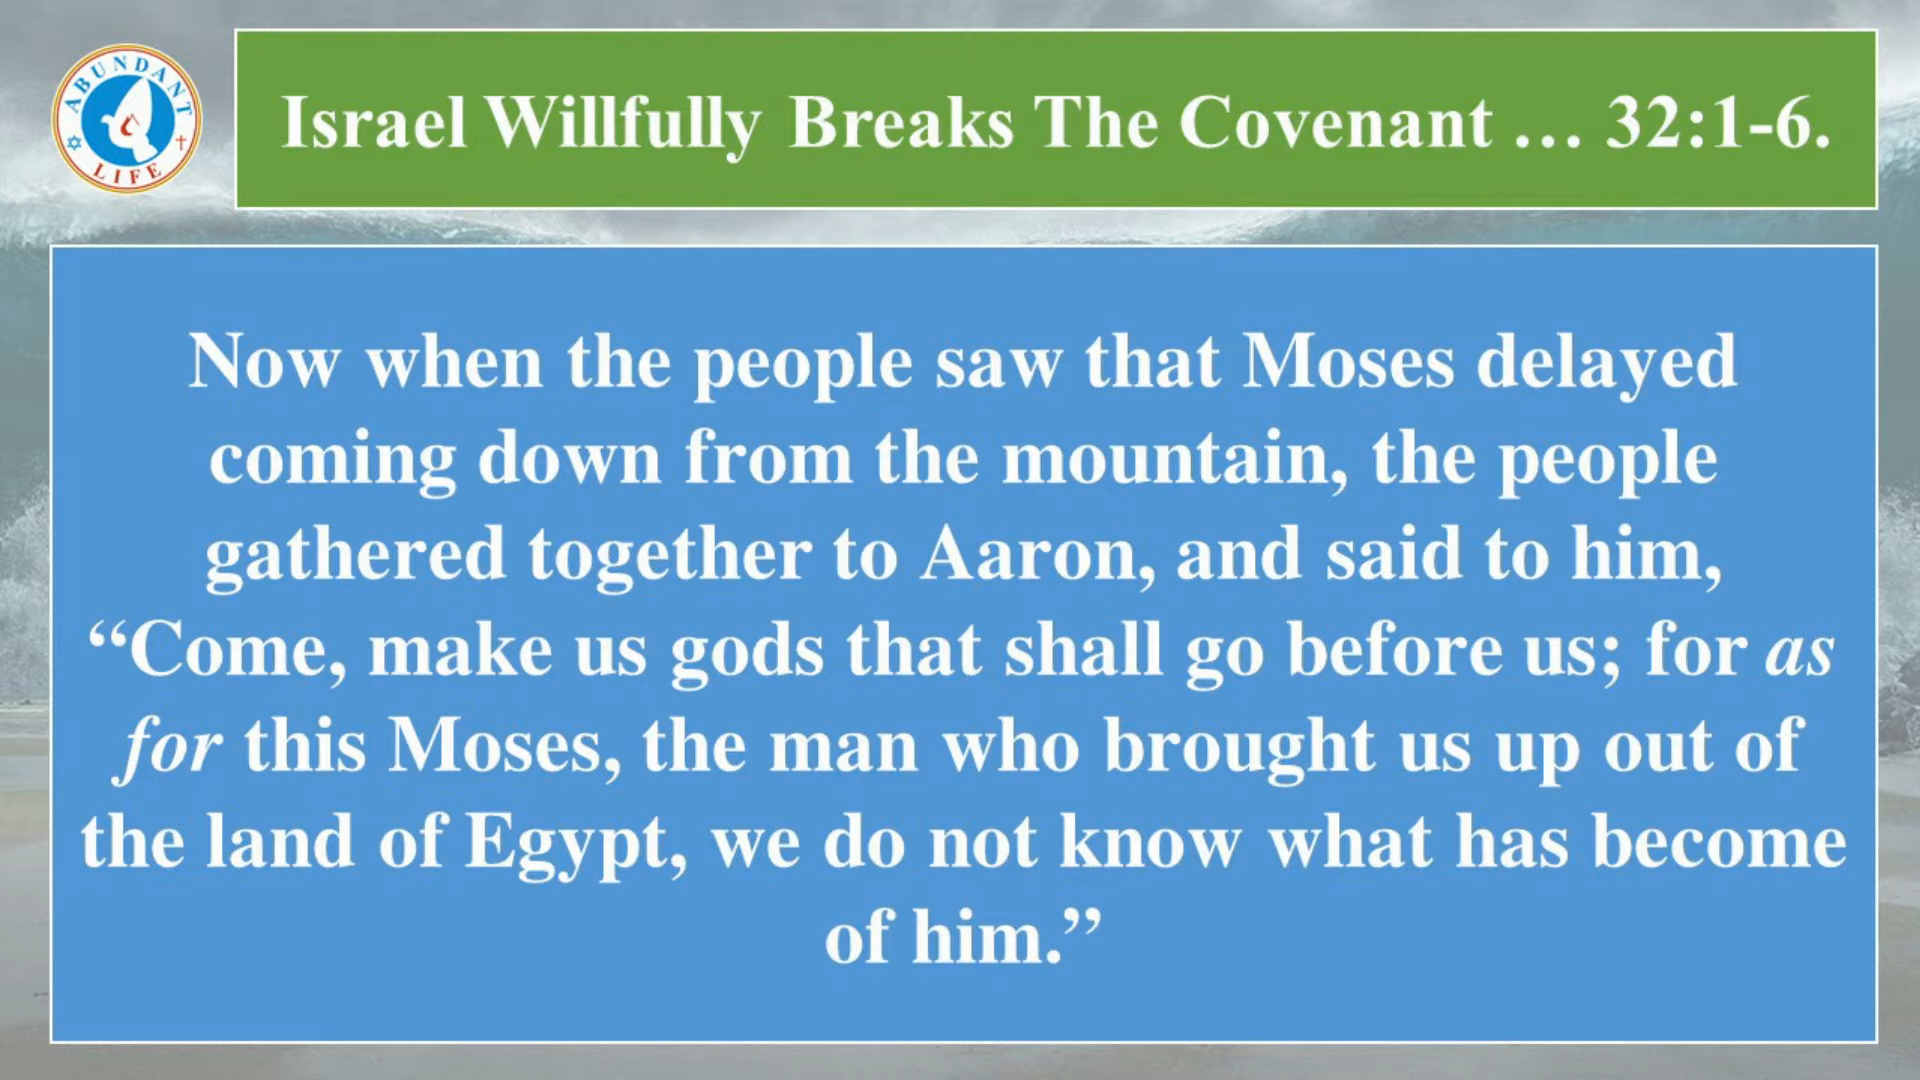 ABUNDANT
LIFE
Israel Willfully Breaks The Covenant … 32:1-6.
Now when the people saw that Moses delayed
coming down from the mountain, the people
gathered together to Aaron, and said to him,
“Come, make us gods that shall go before us; for as
for this Moses, the man who brought us up out of
the land of Egypt, we do not know what has become
of him.”